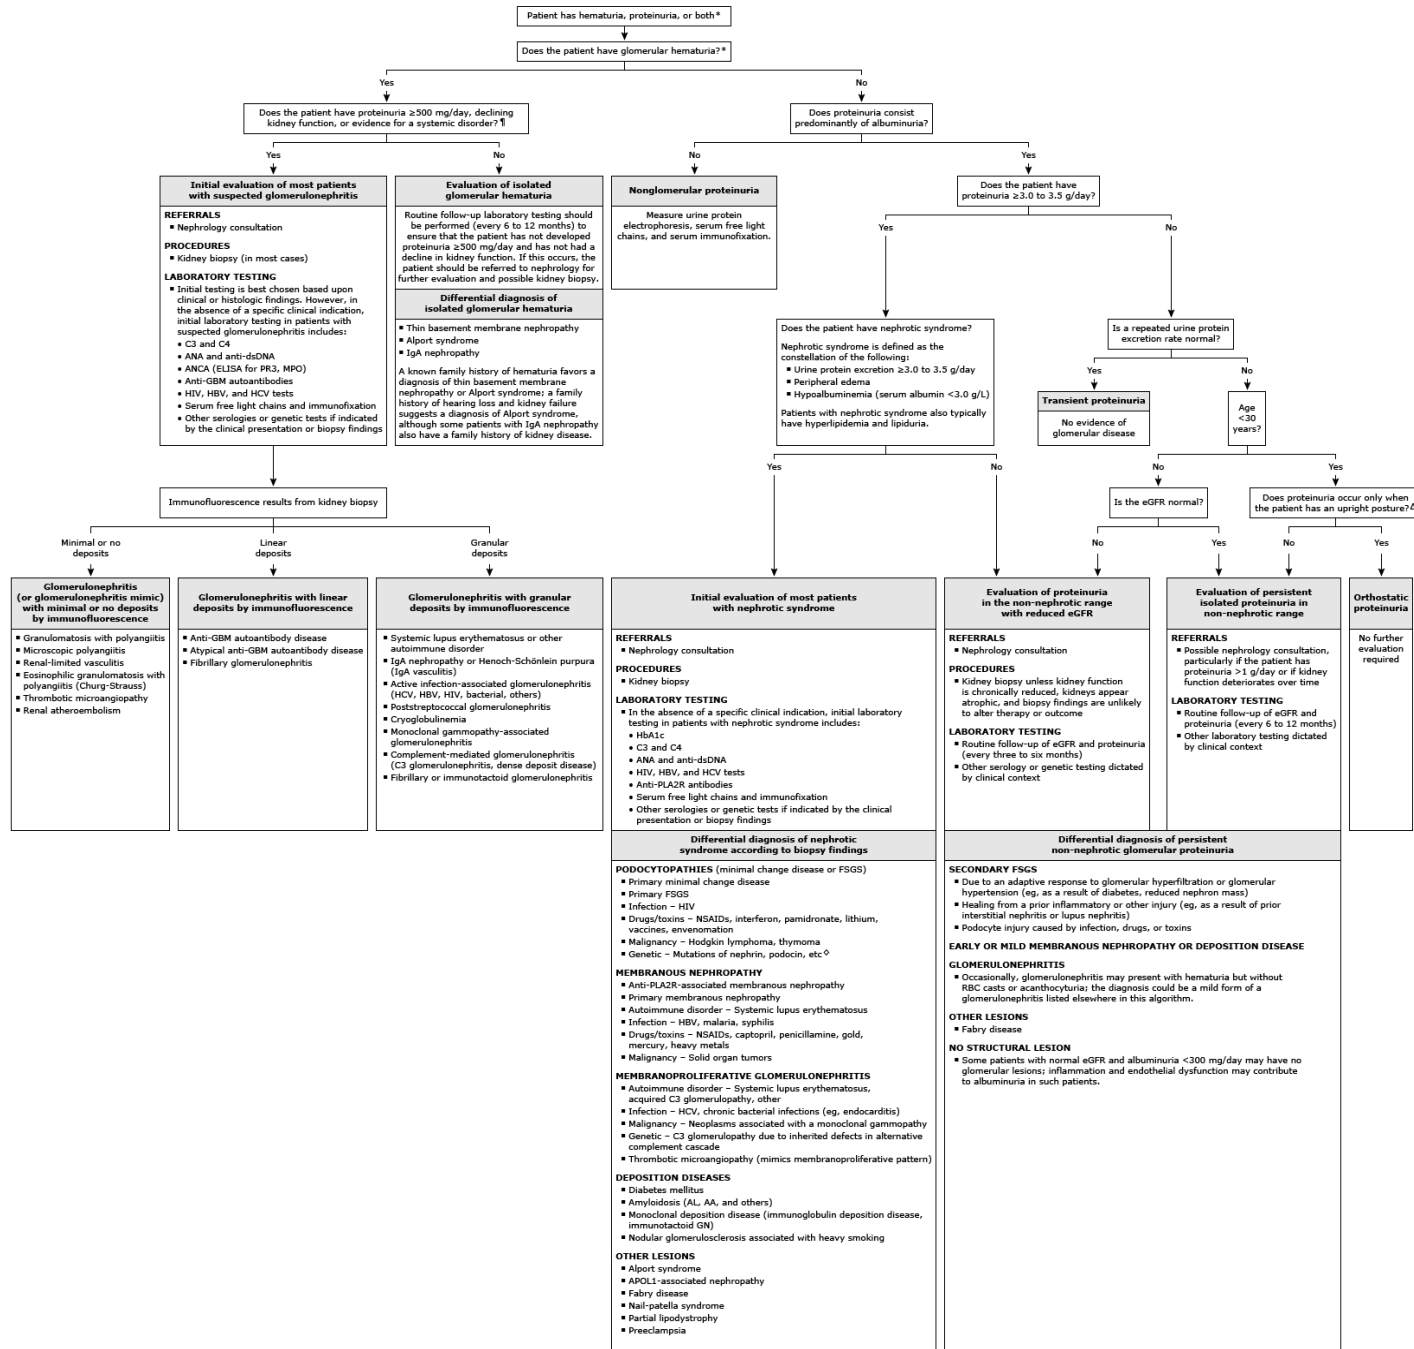 Patient has hematuria, proteinuria, or both*
Does the patient have glomerular hematuria?*
Yes
No
Does the patient have proteinuria ≥500 mg/day, declining
kidney function, or evidence for a systemic disorder?¶
Does proteinuria consist
predominantly of albuminuria?
Yes
No
No
Yes
Initial evaluation of most patients
with suspected glomerulonephritis
REFERRALS
▪ Nephrology consultation
PROCEDURES
▪ Kidney biopsy (in most cases)
LABORATORY TESTING
▪ Initial testing is best chosen based upon
clinical or histologic findings. However, in
the absence of a specific clinical indication,
initial laboratory testing in patients with
suspected glomerulonephritis includes:
• C3 and C4
• ANA and anti-dsDNA
• ANCA (ELISA for PR3, MPO)
• Anti-GBM autoantibodies
• HIV, HBV, and HCV tests
• Serum free light chains and immunofixation
• Other serologies or genetic tests if indicated
by the clinical presentation or biopsy findings
Evaluation of isolated
glomerular hematuria
Routine follow-up laboratory testing should
be performed (every 6 to 12 months) to
ensure that the patient has not developed
proteinuria ≥500 mg/day and has not had a
decline in kidney function. If this occurs, the
patient should be referred to nephrology for
further evaluation and possible kidney biopsy.
Differential diagnosis of
isolated glomerular hematuria
▪ Thin basement membrane nephropathy
▪ Alport syndrome
▪ IgA nephropathy
A known family history of hematuria favors a
diagnosis of thin basement membrane
nephropathy or Alport syndrome; a family
history of hearing loss and kidney failure
suggests a diagnosis of Alport syndrome,
although some patients with IgA nephropathy
also have a family history of kidney disease.
Nonglomerular proteinuria
Measure urine protein
electrophoresis, serum free light
chains, and serum immunofixation.
Does the patient have
proteinuria ≥3.0 to 3.5 g/day?
Yes
No
Does the patient have nephrotic syndrome?
Nephrotic syndrome is defined as the
constellation of the following:
▪ Urine protein excretion ≥3.0 to 3.5 g/day
▪ Peripheral edema
▪ Hypoalbuminemia (serum albumin <3.0 g/L)
Patients with nephrotic syndrome also typically
have hyperlipidemia and lipiduria.
Is a repeated urine protein
excretion rate normal?
Yes
No
Transient proteinuria
No evidence of
glomerular disease
Age
<30
years?
Yes
No
No
Yes
Immunofluorescence results from kidney biopsy
Is the eGFR normal?
Does proteinuria occur only when
the patient has an upright posture?Δ
Minimal or no
deposits
Linear
deposits
Granular
deposits
No
Yes
No
Yes
Glomerulonephritis
(or glomerulonephritis mimic)
with minimal or no deposits
by immunofluorescence
▪ Granulomatosis with polyangiitis
▪ Microscopic polyangiitis
▪ Renal-limited vasculitis
▪ Eosinophilic granulomatosis with
polyangiitis (Churg-Strauss)
▪ Thrombotic microangiopathy
▪ Renal atheroembolism
Glomerulonephritis with linear
deposits by immunofluorescence
▪ Anti-GBM autoantibody disease
▪ Atypical anti-GBM autoantibody disease
▪ Fibrillary glomerulonephritis
Glomerulonephritis with granular
deposits by immunofluorescence
▪ Systemic lupus erythematosus or other
autoimmune disorder
▪ IgA nephropathy or Henoch-Schönlein purpura
(IgA vasculitis)
▪ Active infection-associated glomerulonephritis
(HCV, HBV, HIV, bacterial, others)
▪ Poststreptococcal glomerulonephritis
▪ Cryoglobulinemia
▪ Monoclonal gammopathy-associated
glomerulonephritis
▪ Complement-mediated glomerulonephritis
(C3 glomerulonephritis, dense deposit disease)
▪ Fibrillary or immunotactoid glomerulonephritis
Initial evaluation of most patients
with nephrotic syndrome
REFERRALS
▪ Nephrology consultation
PROCEDURES
▪ Kidney biopsy
LABORATORY TESTING
▪ In the absence of a specific clinical indication, initial laboratory
testing in patients with nephrotic syndrome includes:
• HbA1c
• C3 and C4
• ANA and anti-dsDNA
• HIV, HBV, and HCV tests
• Anti-PLA2R antibodies
• Serum free light chains and immunofixation
• Other serologies or genetic tests if indicated by the clinical
presentation or biopsy findings
Differential diagnosis of nephrotic
syndrome according to biopsy findings
PODOCYTOPATHIES (minimal change disease or FSGS)
▪ Primary minimal change disease
▪ Primary FSGS
▪ Infection – HIV
▪ Drugs/toxins – NSAIDs, interferon, pamidronate, lithium,
vaccines, envenomation
▪ Malignancy – Hodgkin lymphoma, thymoma
▪ Genetic – Mutations of nephrin, podocin, etc◇
MEMBRANOUS NEPHROPATHY
▪ Anti-PLA2R-associated membranous nephropathy
▪ Primary membranous nephropathy
▪ Autoimmune disorder – Systemic lupus erythematosus
▪ Infection – HBV, malaria, syphilis
▪ Drugs/toxins – NSAIDs, captopril, penicillamine, gold,
mercury, heavy metals
▪ Malignancy – Solid organ tumors
MEMBRANOPROLIFERATIVE GLOMERULONEPHRITIS
▪ Autoimmune disorder – Systemic lupus erythematosus,
acquired C3 glomerulopathy, other
▪ Infection – HCV, chronic bacterial infections (eg, endocarditis)
▪ Malignancy – Neoplasms associated with a monoclonal gammopathy
▪ Genetic – C3 glomerulopathy due to inherited defects in alternative
complement cascade
▪ Thrombotic microangiopathy (mimics membranoproliferative pattern)
DEPOSITION DISEASES
▪ Diabetes mellitus
▪ Amyloidosis (AL, AA, and others)
▪ Monoclonal deposition disease (immunoglobulin deposition disease,
immunotactoid GN)
▪ Nodular glomerulosclerosis associated with heavy smoking
OTHER LESIONS
▪ Alport syndrome
▪ APOL1-associated nephropathy
▪ Fabry disease
▪ Nail-patella syndrome
▪ Partial lipodystrophy
▪ Preeclampsia
Evaluation of proteinuria
in the non-nephrotic range
with reduced eGFR
REFERRALS
▪ Nephrology consultation
PROCEDURES
▪ Kidney biopsy unless kidney function
is chronically reduced, kidneys appear
atrophic, and biopsy findings are unlikely
to alter therapy or outcome
LABORATORY TESTING
▪ Routine follow-up of eGFR and proteinuria
(every three to six months)
▪ Other serology or genetic testing dictated
by clinical context
Evaluation of persistent
isolated proteinuria in
non-nephrotic range
REFERRALS
▪ Possible nephrology consultation,
particularly if the patient has
proteinuria >1 g/day or if kidney
function deteriorates over time
LABORATORY TESTING
▪ Routine follow-up of eGFR and
proteinuria (every 6 to 12 months)
▪ Other laboratory testing dictated
by clinical context
Orthostatic
proteinuria
No further
evaluation
required
Differential diagnosis of persistent
non-nephrotic glomerular proteinuria
SECONDARY FSGS
▪ Due to an adaptive response to glomerular hyperfiltration or glomerular
hypertension (eg, as a result of diabetes, reduced nephron mass)
▪ Healing from a prior inflammatory or other injury (eg, as a result of prior
interstitial nephritis or lupus nephritis)
▪ Podocyte injury caused by infection, drugs, or toxins
EARLY OR MILD MEMBRANOUS NEPHROPATHY OR DEPOSITION DISEASE
GLOMERULONEPHRITIS
▪ Occasionally, glomerulonephritis may present with hematuria but without
RBC casts or acanthocyturia; the diagnosis could be a mild form of a
glomerulonephritis listed elsewhere in this algorithm.
OTHER LESIONS
▪ Fabry disease
NO STRUCTURAL LESION
▪ Some patients with normal eGFR and albuminuria <300 mg/day may have no
glomerular lesions; inflammation and endothelial dysfunction may contribute
to albuminuria in such patients.